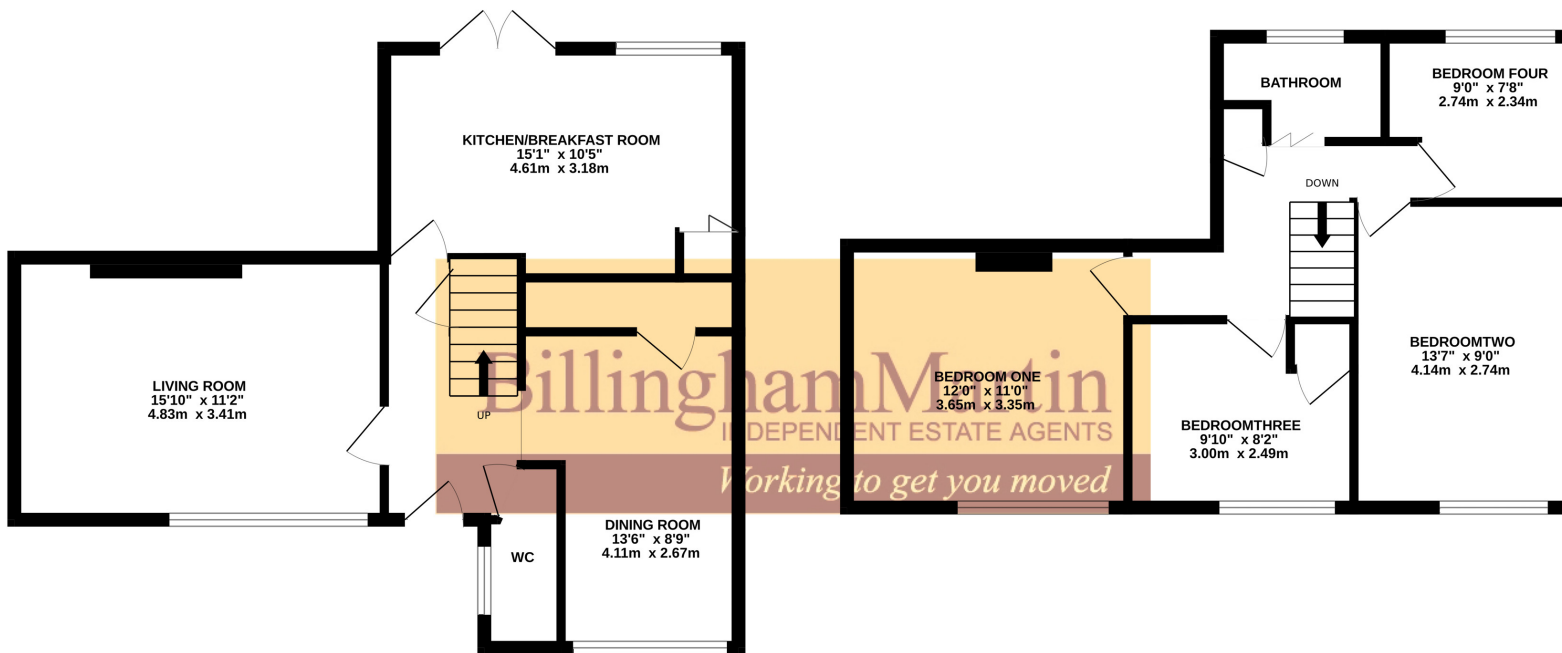 KITCHEN/BREAKFAST ROOM
15'1" x 10'5"
4.61m x 3.18m
LIVING ROOM
15'10" x 11'2"
4.83m x 3.41m
UP
WC
DINING ROOM
13'6" x 8'9"
4.11m x 2.67m
BATHROOM
BEDROOM FOUR
9'0" x 7'8"
2.74m x 2.34m
DOWN
BEDROOM ONE
12'0" x 11'0"
3.65m x 3.35m
BEDROOMTWO
13'7" x 9'0"
4.14m x 2.74m
BEDROOMTHREE
9'10" x 8'2"
3.00m x 2.49m
BillinghamMartin
INDEPENDENT ESTATE AGENTS
Working to get you moved